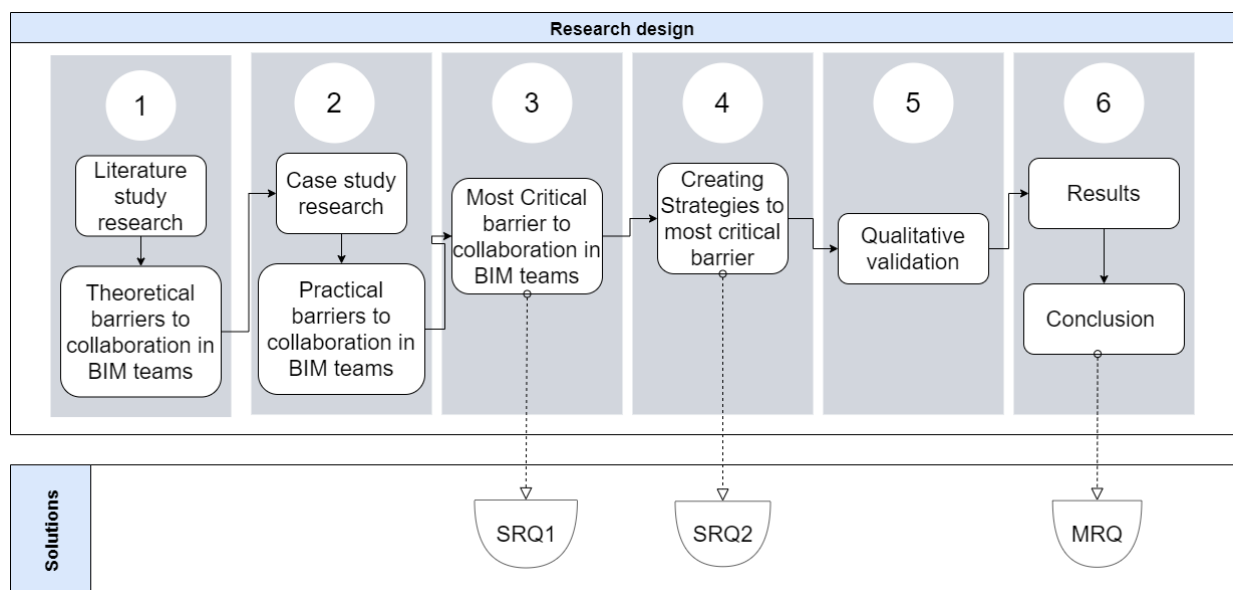 Research design
1
Literature
study
research
Theoretical
barriers to
collaboration in
BIM teams
2
Case study
research
Practical
barriers to
collaboration in
BIM teams
3
Most Critical
barrier to
collaboration in
BIM teams
4
Creating
Strategies to
most critical
barrier
5
Qualitative
validation
6
Results
Conclusion
Solutions
SRQ1
SRQ2
MRQ